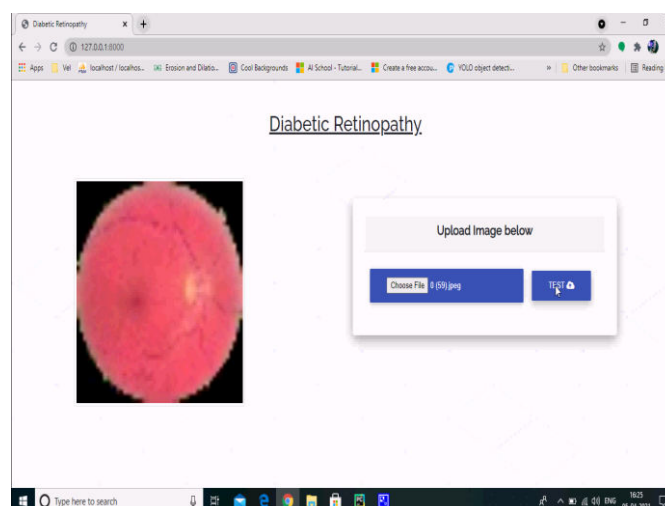 Diabetic Retinopathy
127.0.0.1:8000
Apps Vel localhost / localhos... Erosion and Dilatio... Cool Backgrounds AI School - Tutorial... Create a free accou... YOLO object detecti... » Other bookmarks Reading
Diabetic Retinopathy
Upload Image below
Choose File 0 (59).jpeg TEST
Type here to search ENG 16:25